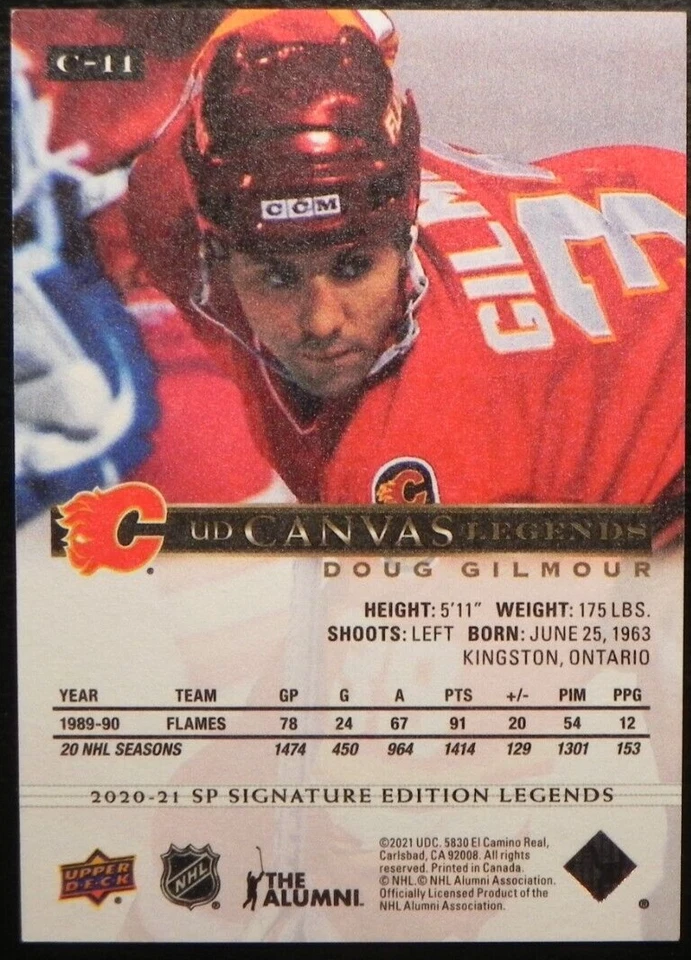 C-11
CCM
GILM
3
C
UD CANVAS LEGENDS
DOUG GILMOUR
HEIGHT: 5'11" WEIGHT: 175 LBS.
SHOOTS: LEFT BORN: JUNE 25, 1963
KINGSTON, ONTARIO
YEAR TEAM GP G A PTS +/- PIM PPG
1989-90 FLAMES 78 24 67 91 20 54 12
20 NHL SEASONS 1474 450 964 1414 129 1301 153
2020-21 SP SIGNATURE EDITION LEGENDS
UPPER DECK ®
NHL ®
THE ALUMNI™
©2021 UDC. 5830 El Camino Real,
Carlsbad, CA 92008. All rights
reserved. Printed in Canada.
© NHL.© NHL Alumni Association.
Officially Licensed Product of the
NHL Alumni Association.
®